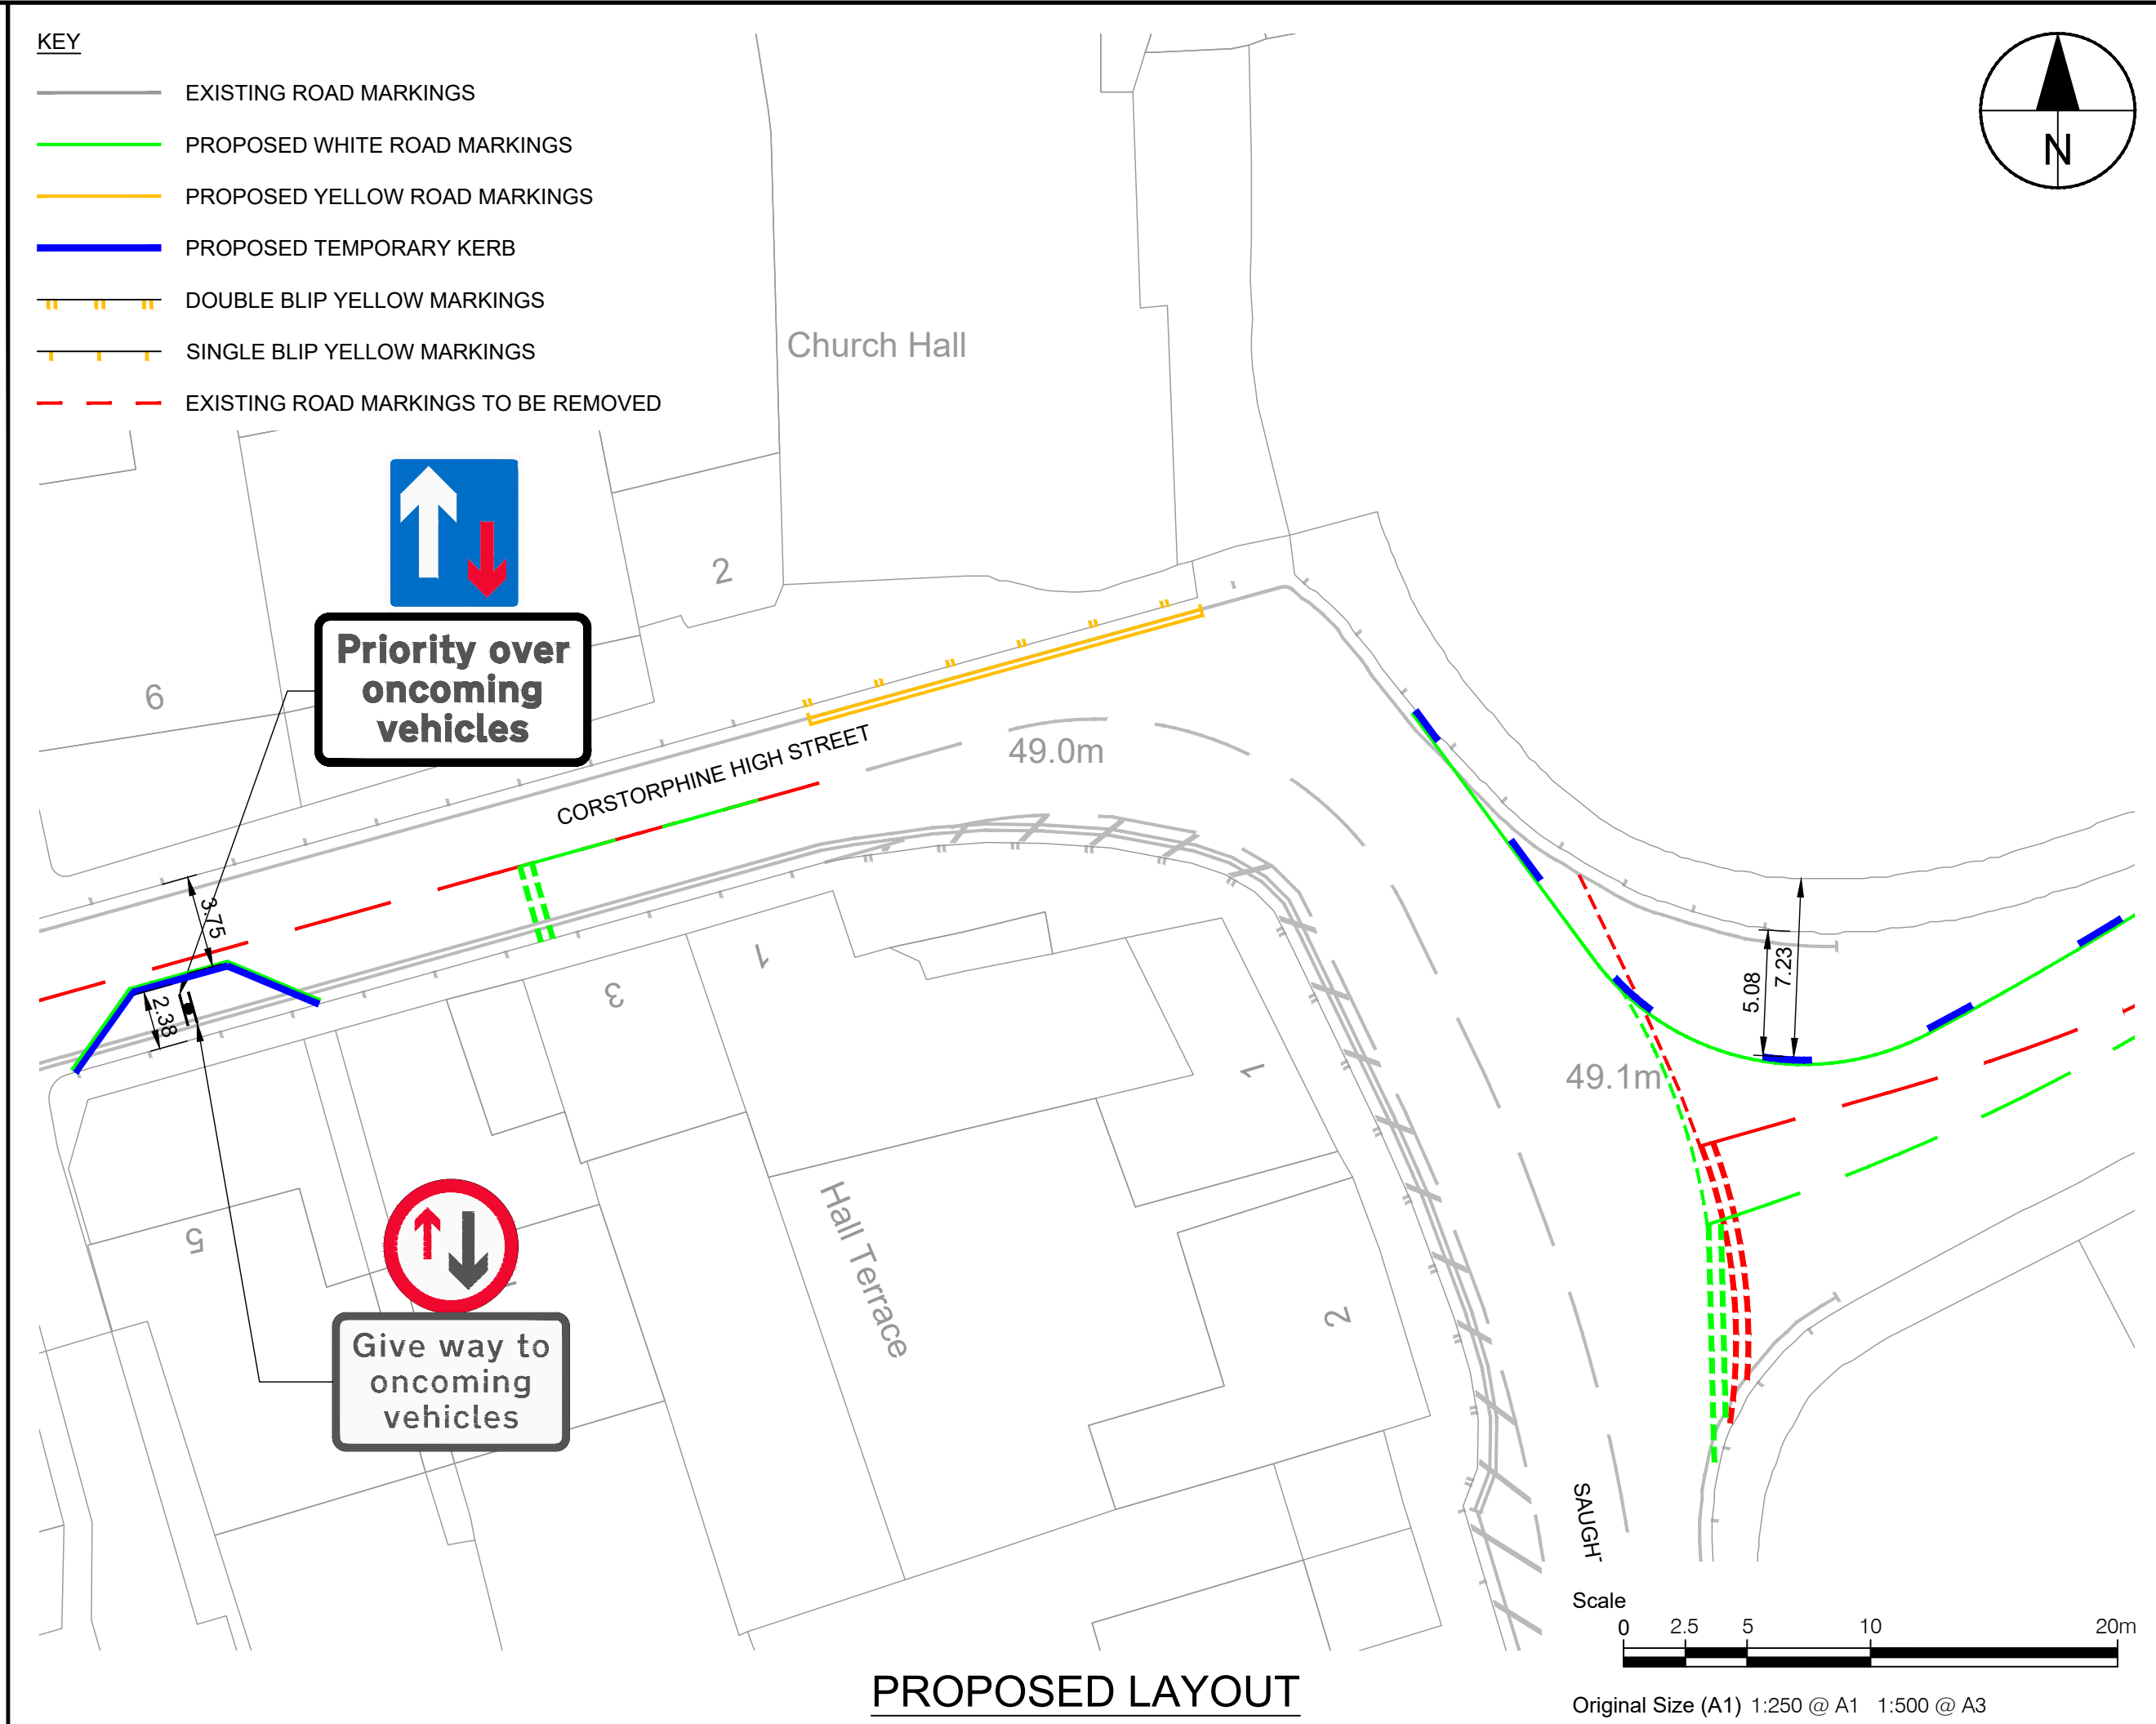 KEY
EXISTING ROAD MARKINGS
PROPOSED WHITE ROAD MARKINGS
PROPOSED YELLOW ROAD MARKINGS
PROPOSED TEMPORARY KERB
DOUBLE BLIP YELLOW MARKINGS
SINGLE BLIP YELLOW MARKINGS
EXISTING ROAD MARKINGS TO BE REMOVED
N
Church Hall
2
6
Priority over
oncoming
vehicles
CORSTORPHINE HIGH STREET
49.0m
3.75
2.38
1
3
1
5.08
7.23
49.1m
5
Hall Terrace
2
Give way to
oncoming
vehicles
SAUGHT
Scale
0 2.5 5 10 20m
PROPOSED LAYOUT
Original Size (A1) 1:250 @ A1 1:500 @ A3